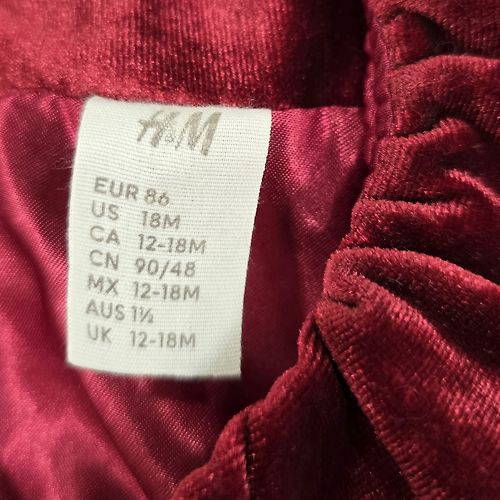 H&M
EUR 86
US 18M
CA 12-18M
CN 90/48
MX 12-18M
AUS 1½
UK 12-18M